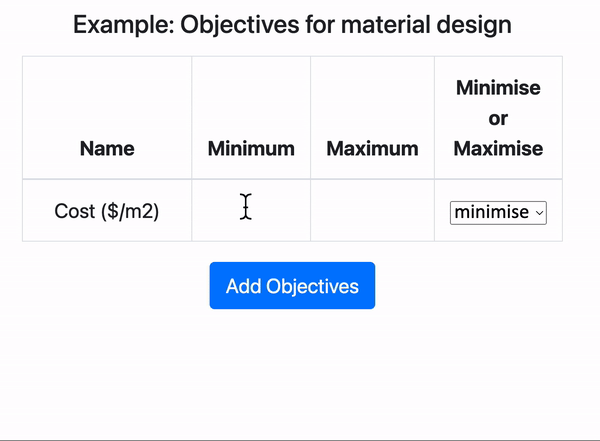 Example: Objectives for material design
Minimise
or
Name Minimum Maximum Maximise
Cost ($/m2) minimise
Add Objectives